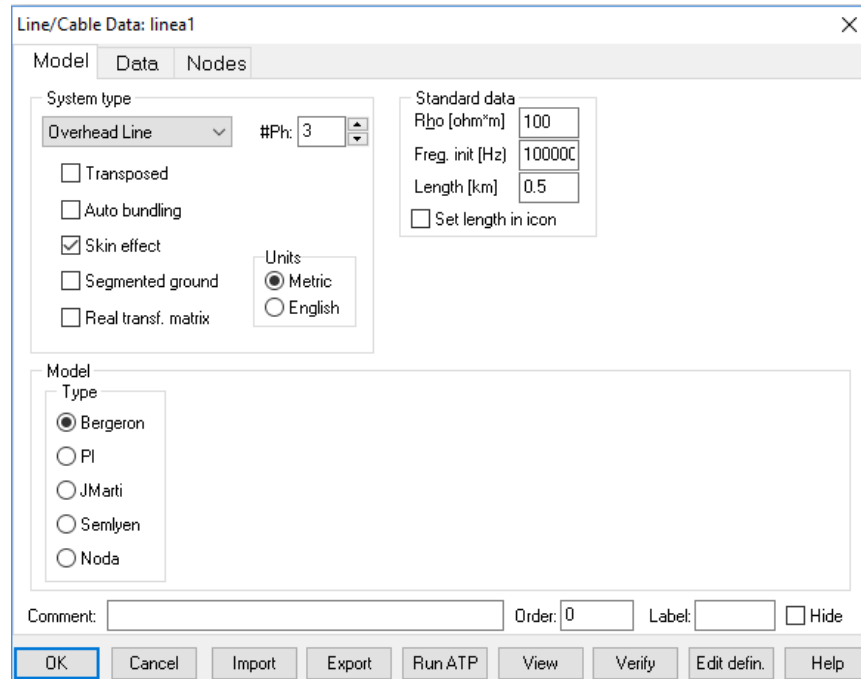 Line/Cable Data: linea1
Model Data Nodes
System type
Overhead Line #Ph: 3
Transposed
Auto bundling
Skin effect
Segmented ground
Real transf. matrix
Units
Metric
English
Standard data
Rho [ohm*m] 100
Freq. init [Hz) 100000
Length [km] 0.5
Set length in icon
Model
Type
Bergeron
PI
JMarti
Semlyen
Noda
Comment: Order: 0 Label: Hide
OK Cancel Import Export Run ATP View Verify Edit defin. Help